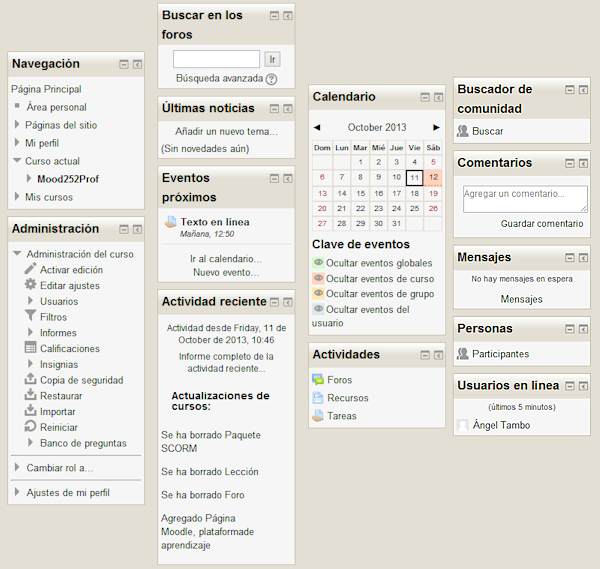 Navegación
Página Principal
Área personal
Páginas del sitio
Mi perfil
Curso actual
Mood252Prof
Mis cursos
Administración
Administración del curso
Activar edición
Editar ajustes
Usuarios
Filtros
Informes
Calificaciones
Insignias
Copia de seguridad
Restaurar
Importar
Reiniciar
Banco de preguntas
Cambiar rol a...
Ajustes de mi perfil
Buscar en los
foros
Ir
Búsqueda avanzada ?
Últimas noticias
Añadir un nuevo tema...
(Sin novedades aún)
Eventos
próximos
Texto en línea
Mañana, 12:50
Ir al calendario...
Nuevo evento...
Actividad reciente
Actividad desde Friday, 11 de
October de 2013, 10:46
Informe completo de la
actividad reciente...
Actualizaciones de
cursos:
Se ha borrado Paquete
SCORM
Se ha borrado Lección
Se ha borrado Foro
Agregado Página
Moodle, plataformade
aprendizaje
Calendario
◄ October 2013 ►
Dom Lun Mar Mié Jue Vie Sáb
1 2 3 4 5
6 7 8 9 10 11 12
13 14 15 16 17 18 19
20 21 22 23 24 25 26
27 28 29 30 31
Clave de eventos
Ocultar eventos globales
Ocultar eventos de curso
Ocultar eventos de grupo
Ocultar eventos del
usuario
Actividades
Foros
Recursos
Tareas
Buscador de
comunidad
Buscar
Comentarios
Agregar un comentario...
Guardar comentario
Mensajes
No hay mensajes en espera
Mensajes
Personas
Participantes
Usuarios en linea
(últimos 5 minutos)
Ángel Tambo